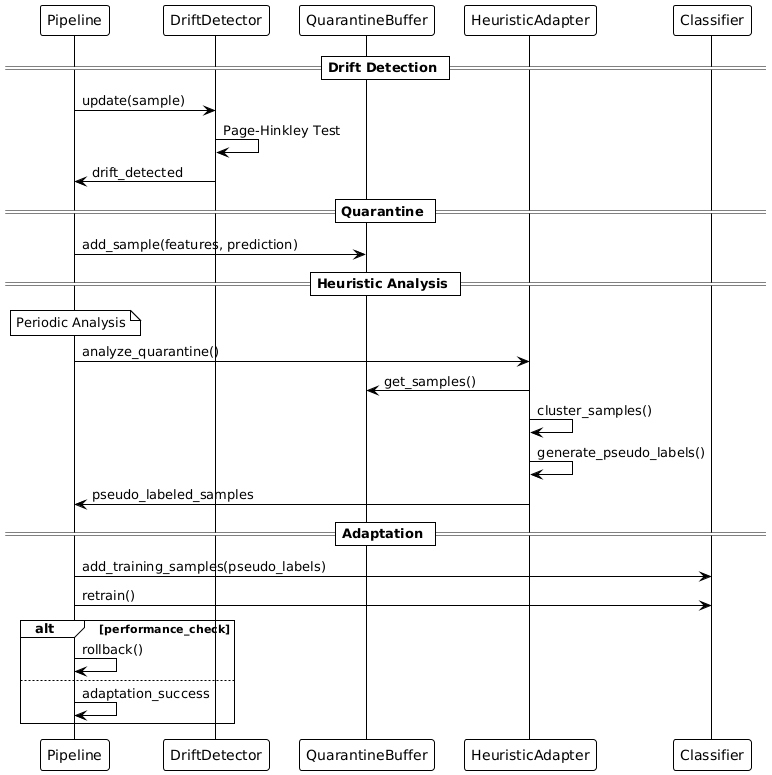 Pipeline DriftDetector QuarantineBuffer HeuristicAdapter Classifier
Drift Detection
update(sample)
Page-Hinkley Test
drift_detected
Quarantine
add_sample(features, prediction)
Heuristic Analysis
Periodic Analysis
analyze_quarantine()
get_samples()
cluster_samples()
generate_pseudo_labels()
pseudo_labeled_samples
Adaptation
add_training_samples(pseudo_labels)
retrain()
alt [performance_check]
rollback()
adaptation_success
Pipeline DriftDetector QuarantineBuffer HeuristicAdapter Classifier